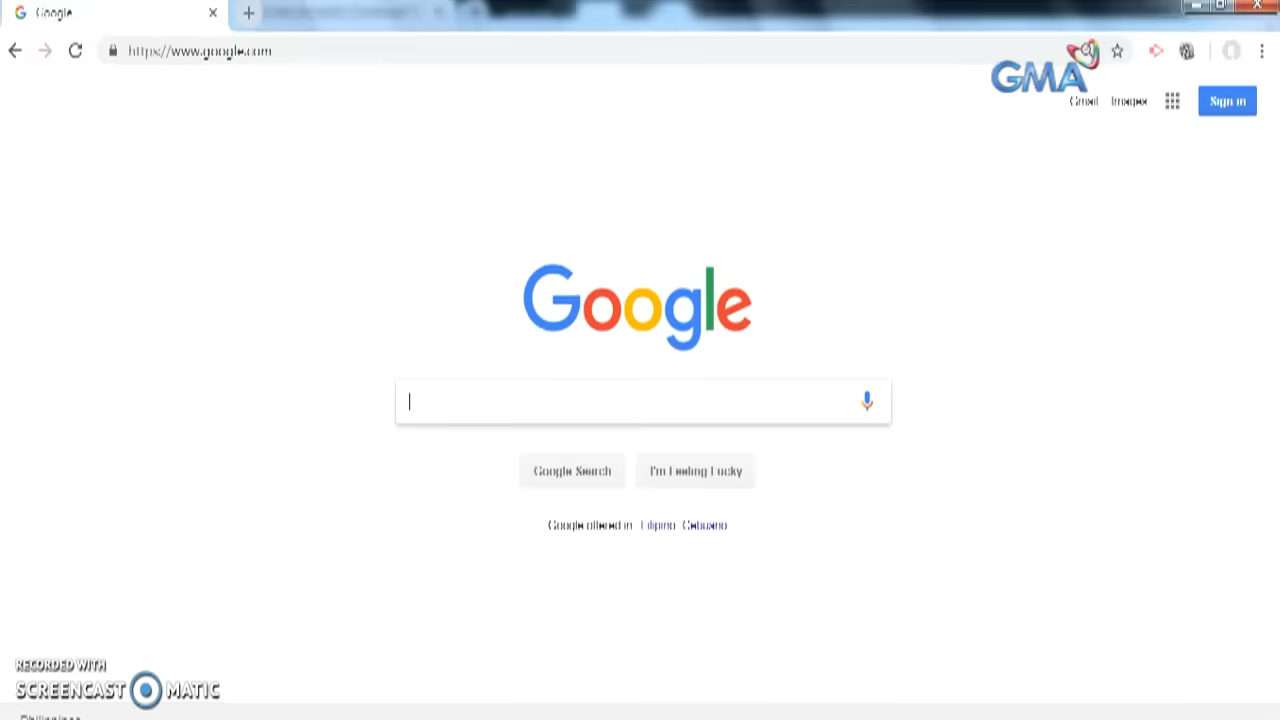 Google
https://www.google.com
GMA
Gmail Images
Sign in
Google
Google Search I'm Feeling Lucky
Google offered in Filipino Cebuano
RECORDED WITH
SCREENCAST MATIC
Philippines